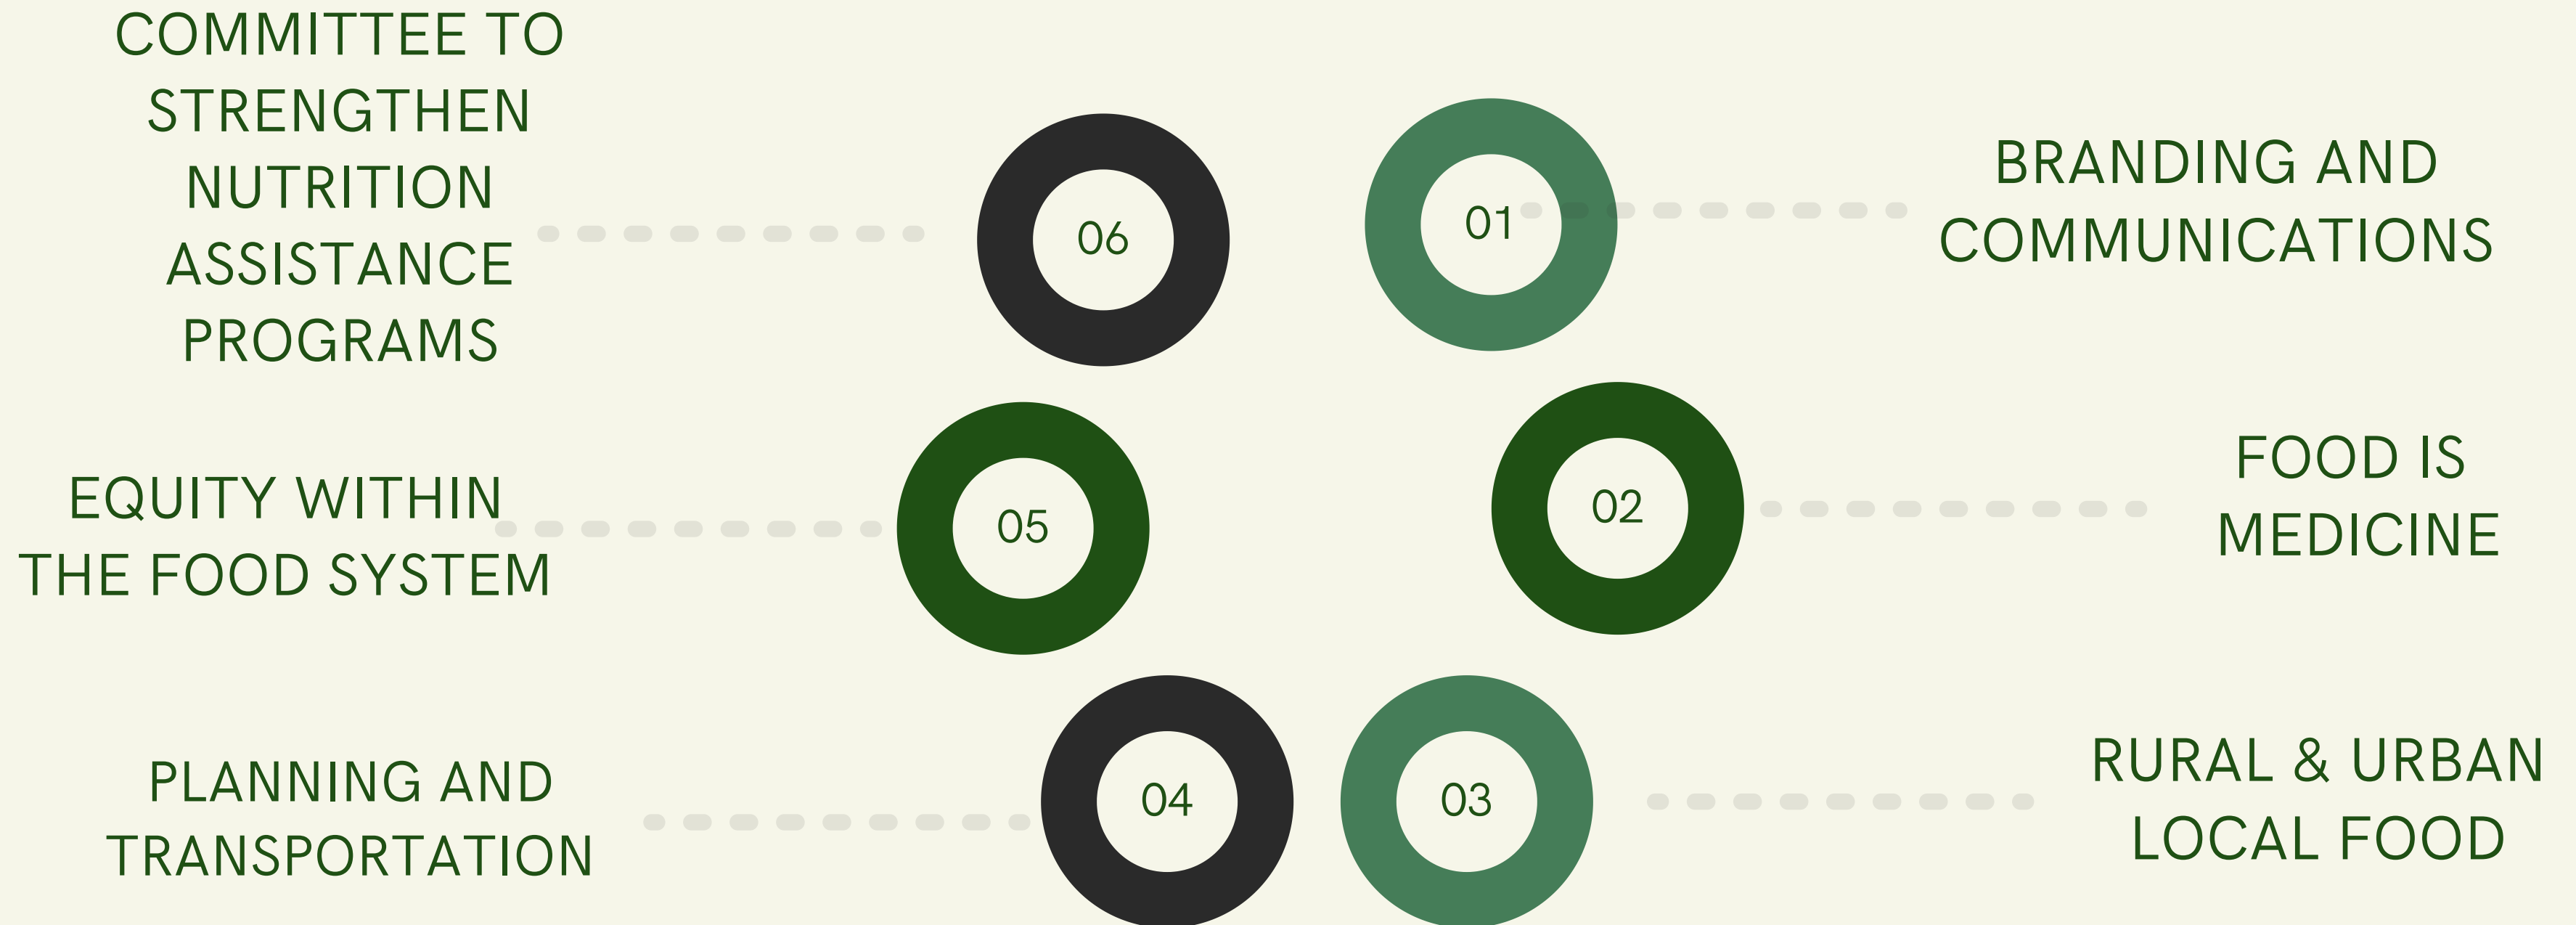 COMMITTEE TO
STRENGTHEN
NUTRITION
ASSISTANCE
PROGRAMS
06
01
BRANDING AND
COMMUNICATIONS
EQUITY WITHIN
THE FOOD SYSTEM
05
02
FOOD IS
MEDICINE
PLANNING AND
TRANSPORTATION
04
03
RURAL & URBAN
LOCAL FOOD